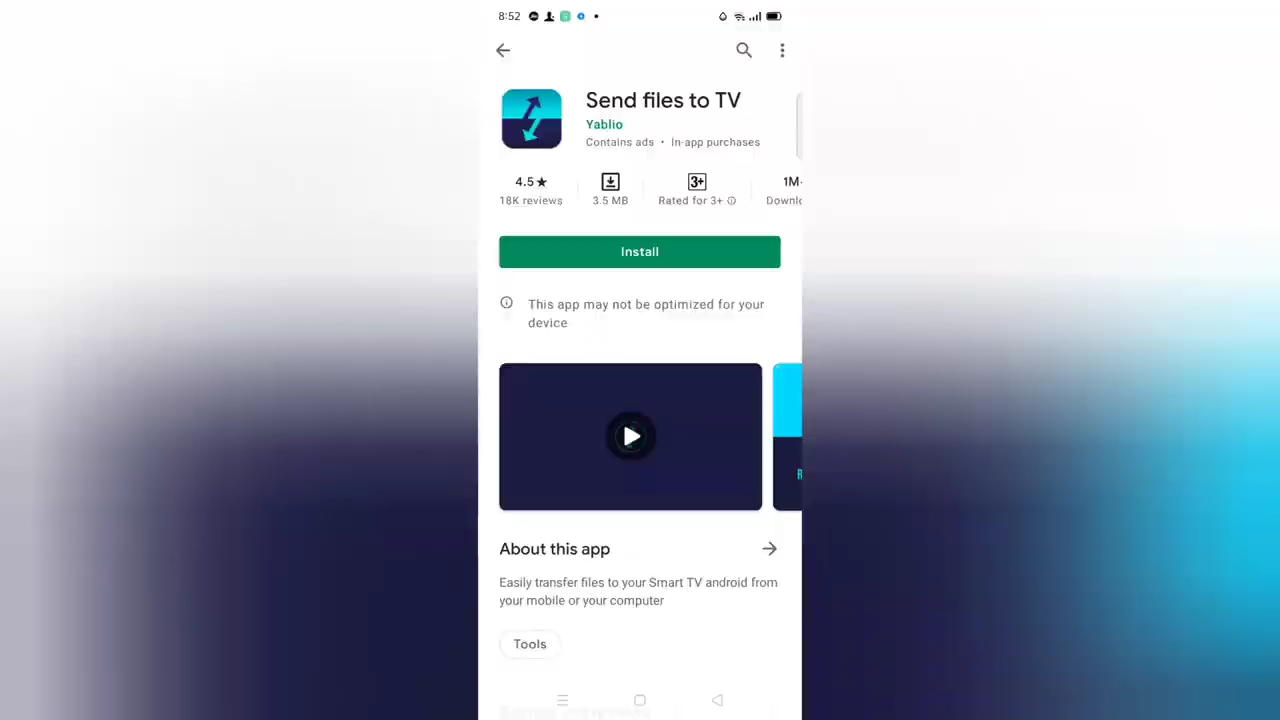 8:52
Send files to TV
Yablio
Contains ads • In-app purchases
4.5★
18K reviews
3.5 MB
3+
Rated for 3+
1M
Downlo
Install
This app may not be optimized for your
device
R
About this app
Easily transfer files to your Smart TV android from
your mobile or your computer
Tools